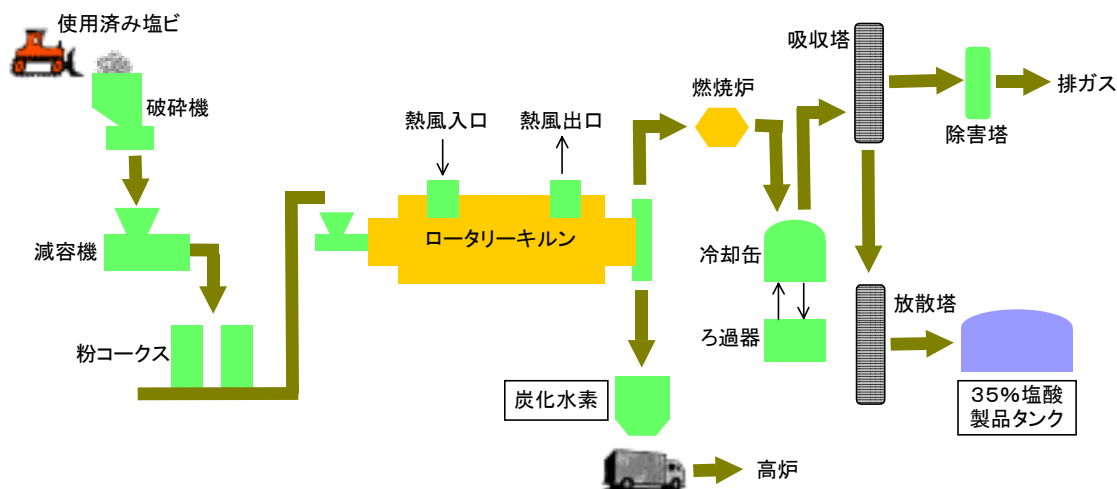 使用済み塩ビ
破砕機
減容機
粉コークス
熱風入口
熱風出口
ロータリーキルン
炭化水素
高炉
燃焼炉
冷却缶
ろ過器
吸収塔
除害塔
排ガス
放散塔
35%塩酸
製品タンク